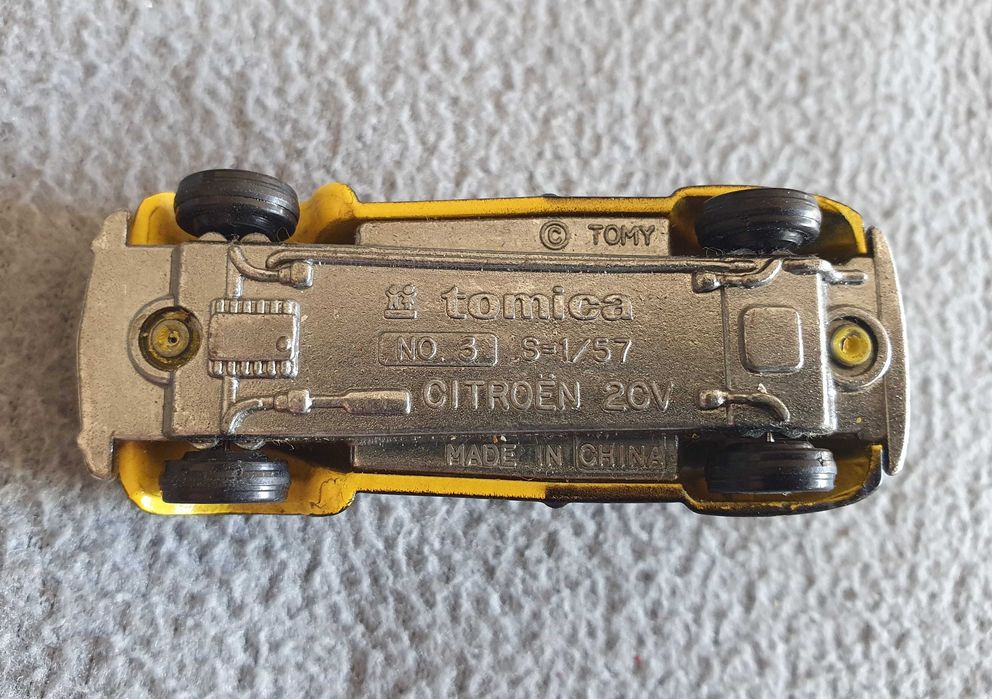 © TOMY
tomica
NO. 3 S=1/57
CITROËN 2CV
MADE IN CHINA